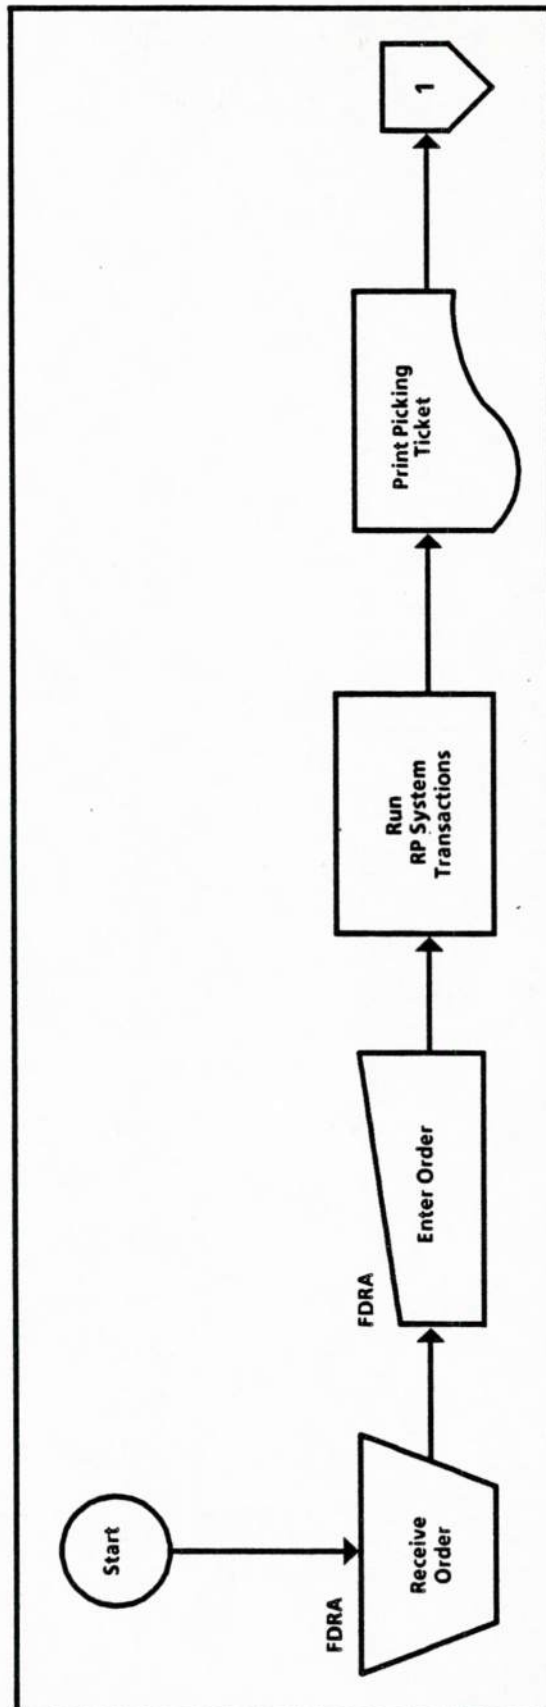 Start
FDRA
Receive
Order
FDRA
Enter Order
Run
RP System
Transactions
Print Picking
Ticket
1